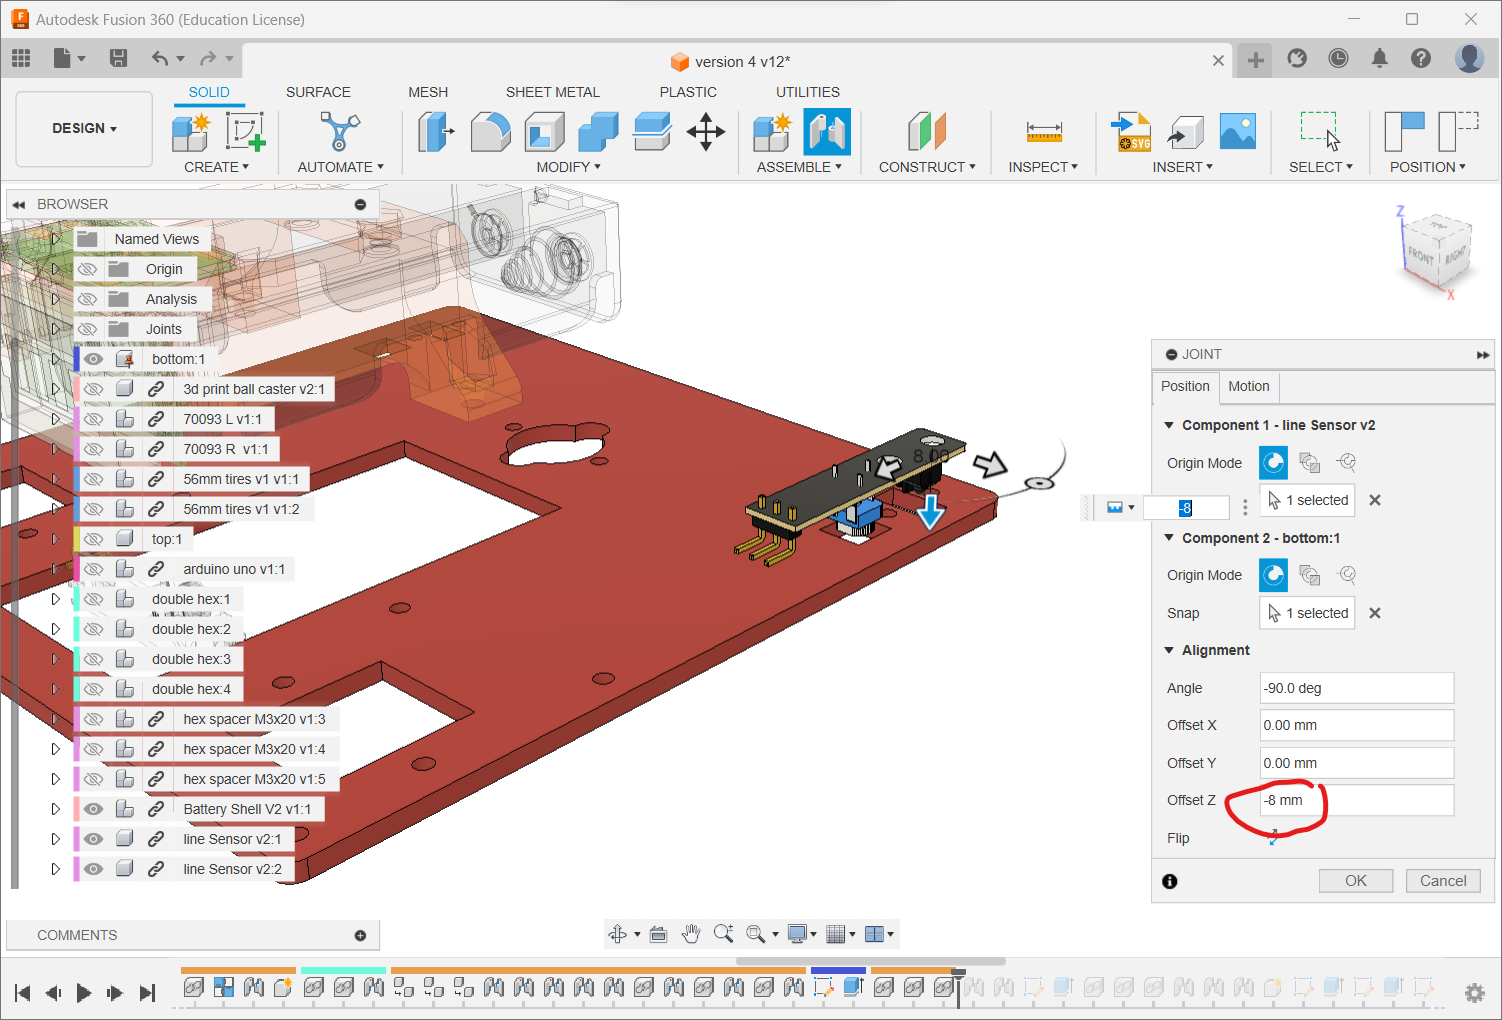 Autodesk Fusion 360 (Education License)
version 4 v12*
SOLID SURFACE MESH SHEET METAL PLASTIC UTILITIES
DESIGN
SVG
CREATE AUTOMATE MODIFY ASSEMBLE CONSTRUCT INSPECT INSERT SELECT POSITION
BROWSER
Named Views
Origin
Analysis
Joints
bottom:1
3d print ball caster v2:1
70093 L v1:1
70093 R v1:1
56mm tires v1 v1:1
56mm tires v1 v1:2
top:1
arduino uno v1:1
double hex:1
double hex:2
double hex:3
double hex:4
hex spacer M3x20 v1:3
hex spacer M3x20 v1:4
hex spacer M3x20 v1:5
Battery Shell V2 v1:1
line Sensor v2:1
line Sensor v2:2
8.00
-8
Z
TOP
FRONT RIGHT
X
JOINT
Position Motion
Component 1 - line Sensor v2
Origin Mode
1 selected
Component 2 - bottom:1
Origin Mode
Snap 1 selected
Alignment
Angle -90.0 deg
Offset X 0.00 mm
Offset Y 0.00 mm
Offset Z -8 mm
Flip
OK Cancel
COMMENTS